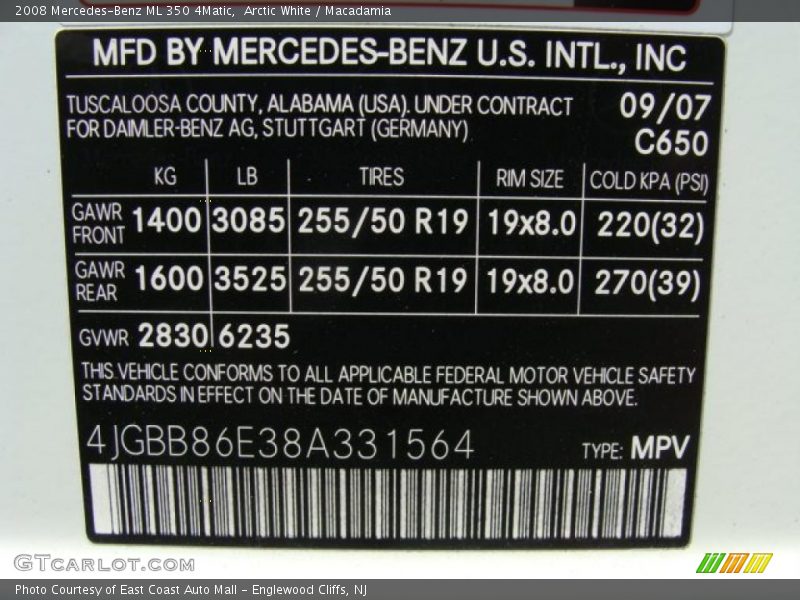 2008 Mercedes-Benz ML 350 4Matic,  Arctic White / Macadamia
MFD BY MERCEDES-BENZ U.S. INTL., INC
TUSCALOOSA COUNTY, ALABAMA (USA). UNDER CONTRACT
FOR DAIMLER-BENZ AG, STUTTGART (GERMANY)
09/07
C650
KG LB TIRES RIM SIZE COLD KPA (PSI)
GAWR FRONT 1400 3085 255/50 R19 19x8.0 220(32)
GAWR REAR 1600 3525 255/50 R19 19x8.0 270(39)
GVWR 2830 6235
THIS VEHICLE CONFORMS TO ALL APPLICABLE FEDERAL MOTOR VEHICLE SAFETY
STANDARDS IN EFFECT ON THE DATE OF MANUFACTURE SHOWN ABOVE.
4JGBB86E38A331564 TYPE: MPV
GTCARLOT.COM
Photo Courtesy of East Coast Auto Mall - Englewood Cliffs, NJ